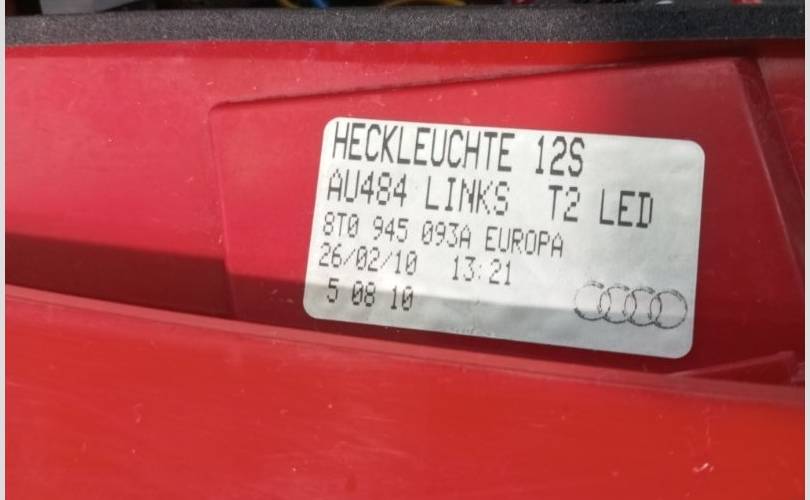 HECKLEUCHTE 12S
AU484 LINKS T2 LED
8T0 945 093A EUROPA
26/02/10 13:21
5 08 10